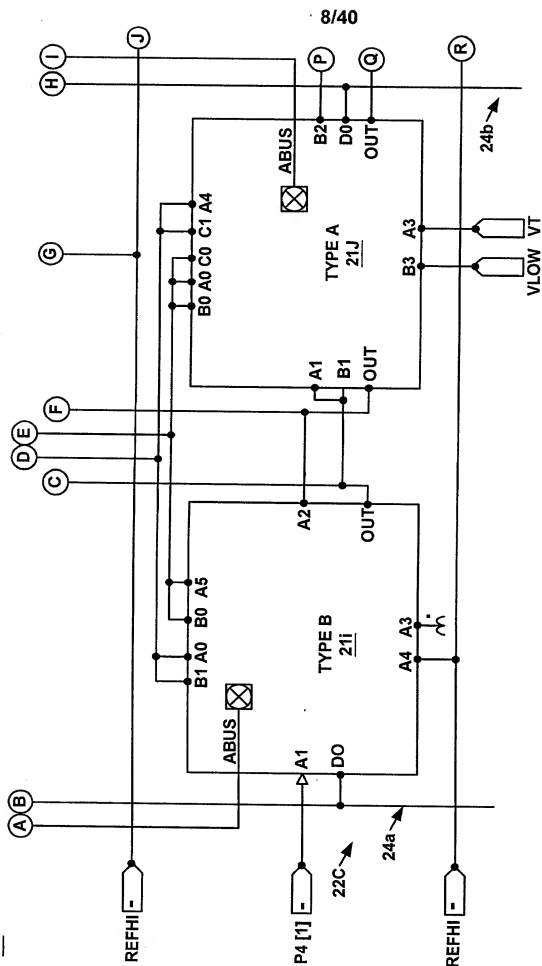 8/40
J
I
H
G
E
D
F
C
B
A
REFHI
-
ABUS
B0 A0 C0 C1 A4
B2
P
D0
OUT
Q
TYPE A
21J
A1
B1
OUT
B3
A3
VLOW
VT
24b
R
B1 A0
B0 A5
ABUS
A2
OUT
TYPE B
21i
A1
DO
A4
A3
P4 [1]
-
22C
24a
REFHI
-